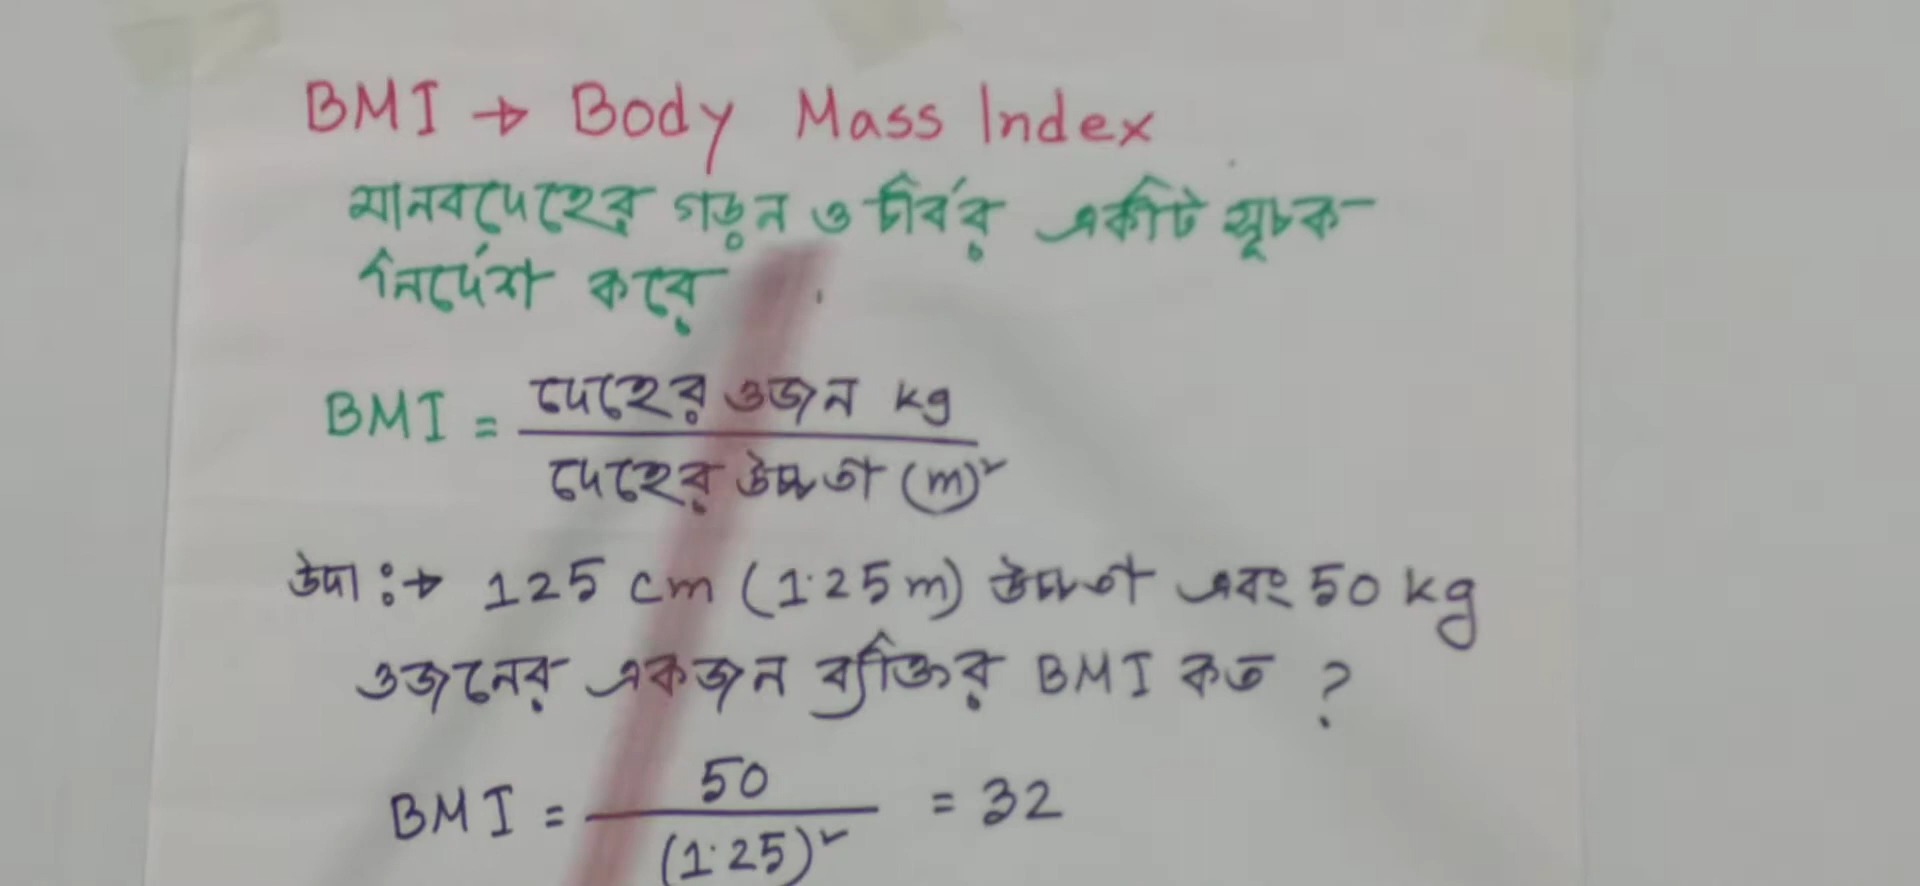 BMI → Body Mass Index
মানবদেহের গড়ন ও চর্বির একটি সূচক
নির্দেশ করে
BMI = দেহের ওজন kg / দেহের উচ্চতা (m)²
উদা : → 125 cm (1.25m) উচ্চতা এবং 50 kg
ওজনের একজন ব্যক্তির BMI কত ?
BMI = 50 / (1.25)² = 32